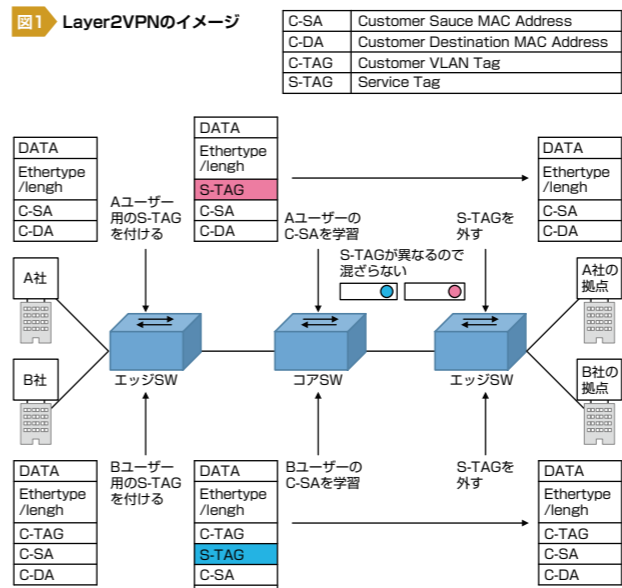 図1 Layer2VPNのイメージ
C-SA Customer Sauce MAC Address
C-DA Customer Destination MAC Address
C-TAG Customer VLAN Tag
S-TAG Service Tag
DATA
Ethertype
/lengh
C-SA
C-DA
Aユーザー
用のS-TAG
を付ける
DATA
Ethertype
/lengh
S-TAG
C-SA
C-DA
Aユーザーの
C-SAを学習
S-TAGを
外す
DATA
Ethertype
/lengh
C-SA
C-DA
S-TAGが異なるので
混ざらない
A社
B社
エッジSW
コアSW
エッジSW
A社の
拠点
B社の
拠点
DATA
Ethertype
/lengh
C-TAG
C-SA
C-DA
Bユーザー
用のS-TAG
を付ける
DATA
Ethertype
/lengh
C-TAG
S-TAG
C-SA
Bユーザーの
C-SAを学習
S-TAGを
外す
DATA
Ethertype
/lengh
C-TAG
C-SA
C-DA